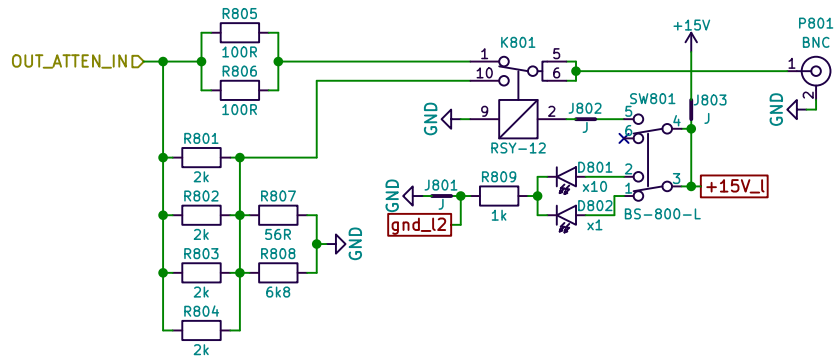 R805
100R
OUT_ATTEN_IN
R806
100R
K801
1
10
5
6
GND
9
2
RSY-12
J802
J
+15V
P801
BNC
1
2
GND
SW801
5
6
4
J803
J
2
1
3
BS-800-L
+15V_l
R801
2k
R802
2k
R803
2k
R804
2k
R807
56R
R808
6k8
GND
GND
J801
J
gnd_l2
R809
1k
D801
x10
D802
x1